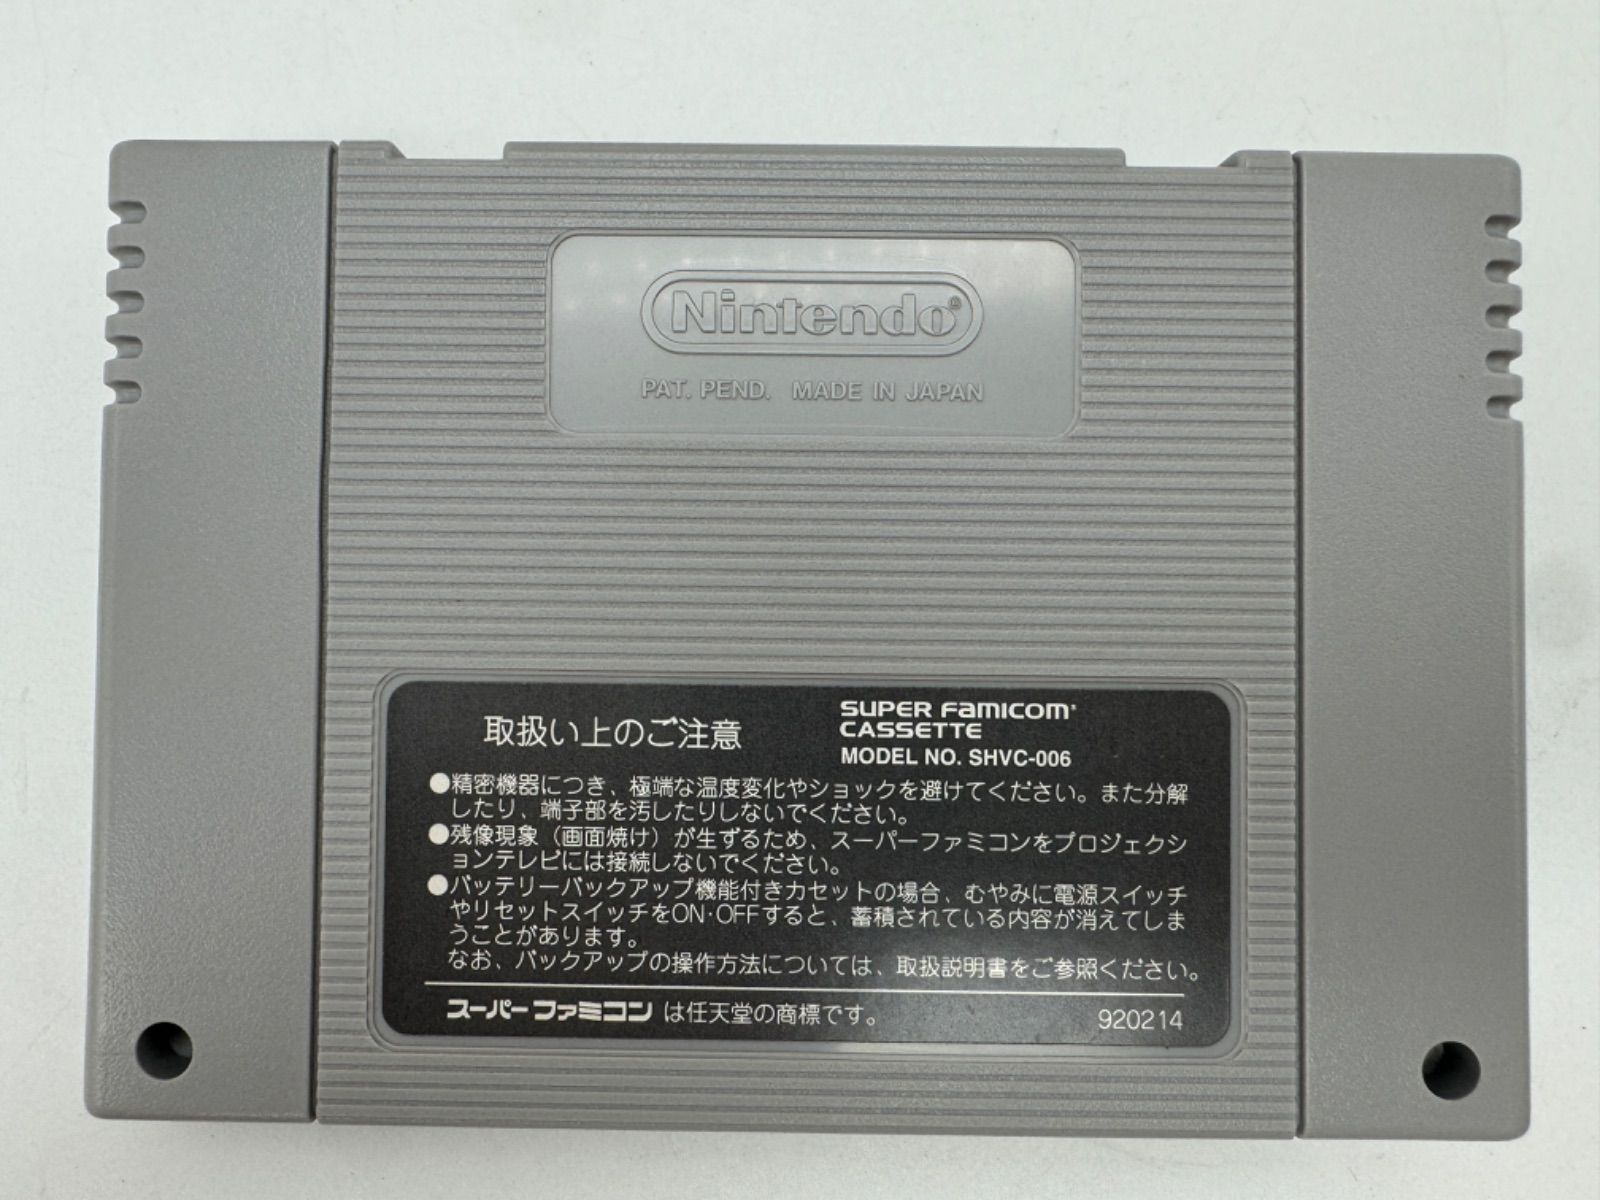 Nintendo®
PAT. PEND. MADE IN JAPAN
取扱い上のご注意
SUPER FAMICOM
CASSETTE
MODEL NO. SHVC-006
●精密機器につき、極端な温度変化やショックを避けてください。また分解
したり、端子部を汚したりしないでください。
●残像現象（画面焼け）が生ずるため、スーパーファミコンをプロジェクシ
ョンテレビには接続しないでください。
●バッテリーバックアップ機能付きカセットの場合、むやみに電源スイッチ
やリセットスイッチをON・OFFすると、蓄積されている内容が消えてしま
うことがあります。
なお、バックアップの操作方法については、取扱説明書をご参照ください。
スーパーファミコン は任天堂の商標です。
920214